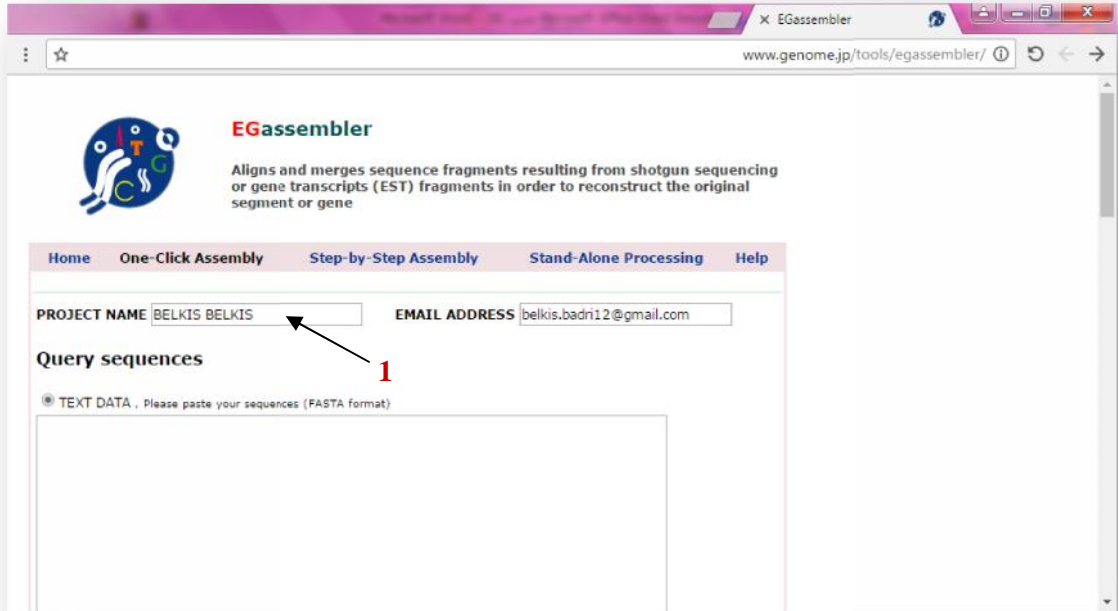 EGassembler
www.genome.jp/tools/egassembler/
A T G C
EGassembler
Aligns and merges sequence fragments resulting from shotgun sequencing
or gene transcripts (EST) fragments in order to reconstruct the original
segment or gene
Home One-Click Assembly Step-by-Step Assembly Stand-Alone Processing Help
PROJECT NAME BELKIS BELKIS EMAIL ADDRESS belkis.badri12@gmail.com
1
Query sequences
TEXT DATA , Please paste your sequences (FASTA format)